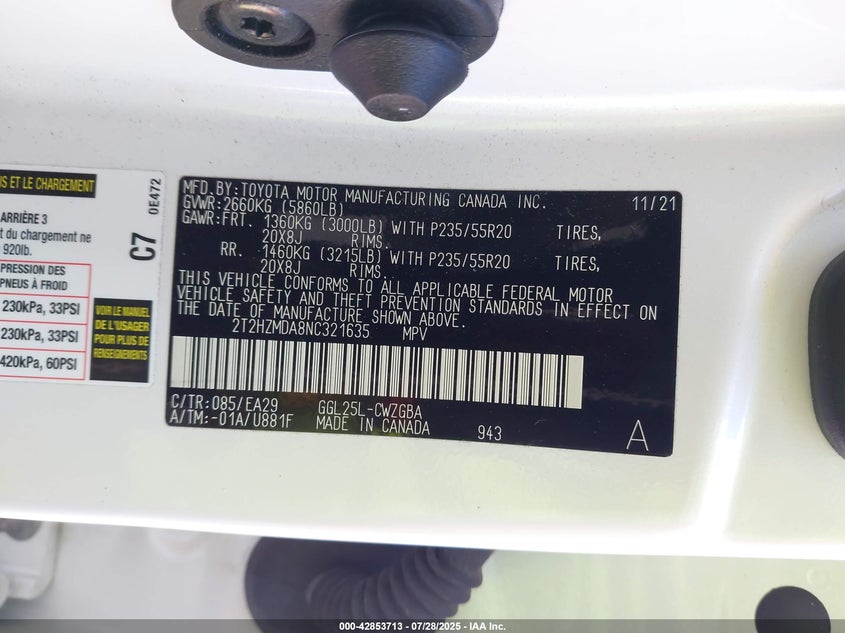 US ET LE CHARGEMENT
ARRIÈRE 3
t du chargement ne
920lb.
PRESSION DES
PNEUS À FROID
230kPa, 33PSI
230kPa, 33PSI
420kPa, 60PSI
C7
0E472
VOIR LE MANUEL
DE L'USAGER
POUR PLUS DE
RENSEIGNEMENTS
MFD.BY:TOYOTA MOTOR MANUFACTURING CANADA INC. 11/21
GVWR:2660KG (5860LB)
GAWR:FRT. 1360KG (3000LB) WITH P235/55R20 TIRES,
20X8J RIMS.
RR. 1460KG (3215LB) WITH P235/55R20 TIRES,
20X8J RIMS.
THIS VEHICLE CONFORMS TO ALL APPLICABLE FEDERAL MOTOR
VEHICLE SAFETY AND THEFT PREVENTION STANDARDS IN EFFECT ON
THE DATE OF MANUFACTURE SHOWN ABOVE.
2T2HZMDA8NC321635 MPV
C/TR:085/EA29 GGL25L-CWZGBA
A/TM:-01A/U881F MADE IN CANADA 943 A
000-42853713 - 07/28/2025 - IAA Inc.